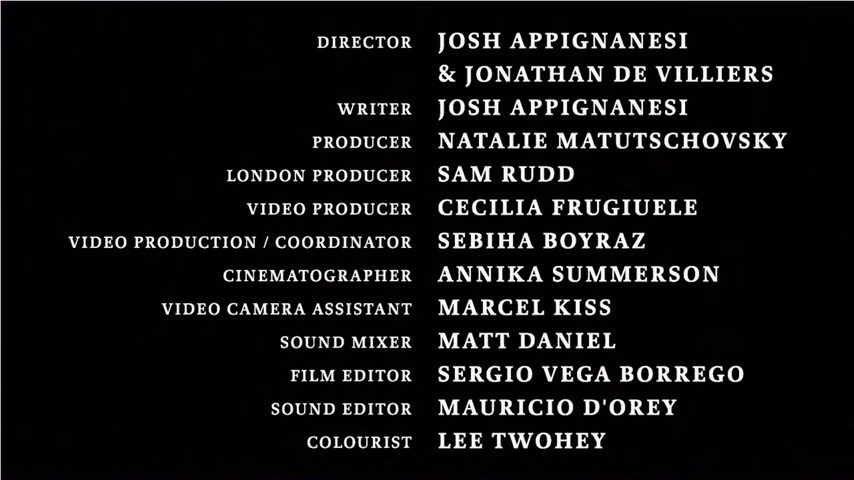 DIRECTOR JOSH APPIGNANESI
& JONATHAN DE VILLIERS
WRITER JOSH APPIGNANESI
PRODUCER NATALIE MATUTSCHOVSKY
LONDON PRODUCER SAM RUDD
VIDEO PRODUCER CECILIA FRUGIUELE
VIDEO PRODUCTION / COORDINATOR SEBIHA BOYRAZ
CINEMATOGRAPHER ANNIKA SUMMERSON
VIDEO CAMERA ASSISTANT MARCEL KISS
SOUND MIXER MATT DANIEL
FILM EDITOR SERGIO VEGA BORREGO
SOUND EDITOR MAURICIO D'OREY
COLOURIST LEE TWOHEY